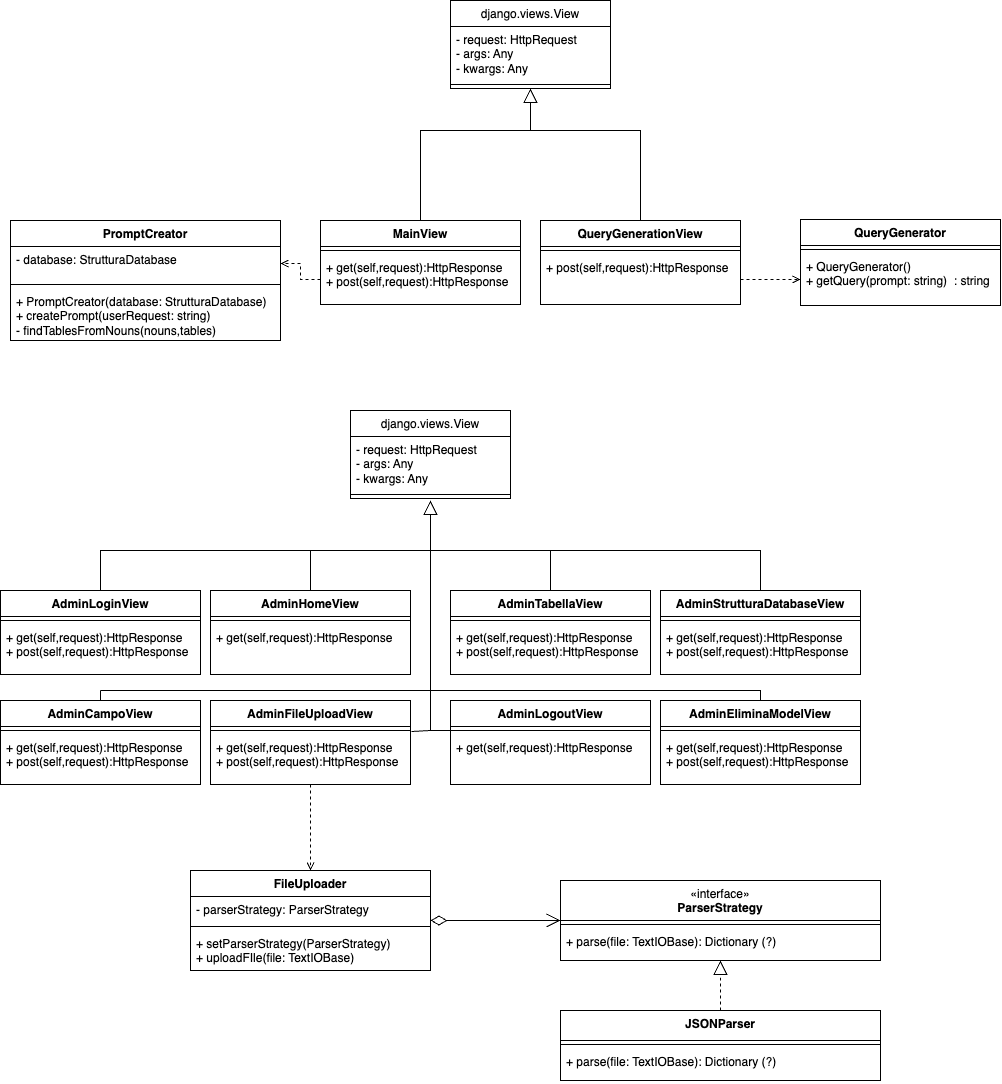 django.views.View
- request: HttpRequest
- args: Any
- kwargs: Any
PromptCreator
- database: StrutturaDatabase
+ PromptCreator(database: StrutturaDatabase)
+ createPrompt(userRequest: string)
- findTablesFromNouns(nouns,tables)
MainView
+ get(self,request):HttpResponse
+ post(self,request):HttpResponse
QueryGenerationView
+ post(self,request):HttpResponse
QueryGenerator
+ QueryGenerator()
+ getQuery(prompt: string) : string
django.views.View
- request: HttpRequest
- args: Any
- kwargs: Any
AdminLoginView
+ get(self,request):HttpResponse
+ post(self,request):HttpResponse
AdminHomeView
+ get(self,request):HttpResponse
AdminTabellaView
+ get(self,request):HttpResponse
+ post(self,request):HttpResponse
AdminStrutturaDatabaseView
+ get(self,request):HttpResponse
+ post(self,request):HttpResponse
AdminCampoView
+ get(self,request):HttpResponse
+ post(self,request):HttpResponse
AdminFileUploadView
+ get(self,request):HttpResponse
+ post(self,request):HttpResponse
AdminLogoutView
+ get(self,request):HttpResponse
AdminEliminaModelView
+ get(self,request):HttpResponse
+ post(self,request):HttpResponse
FileUploader
- parserStrategy: ParserStrategy
+ setParserStrategy(ParserStrategy)
+ uploadFIle(file: TextIOBase)
«interface»
ParserStrategy
+ parse(file: TextIOBase): Dictionary (?)
JSONParser
+ parse(file: TextIOBase): Dictionary (?)